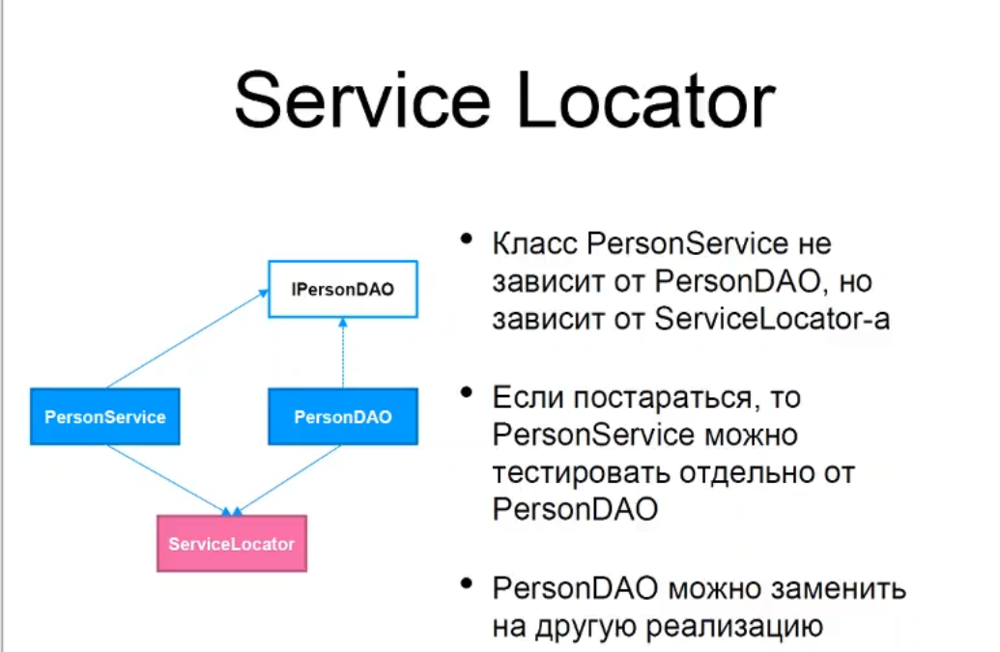 Service Locator
IPersonDAO
PersonService
PersonDAO
ServiceLocator
• Класс PersonService не
зависит от PersonDAO, но
зависит от ServiceLocator-а
• Если постараться, то
PersonService можно
тестировать отдельно от
PersonDAO
• PersonDAO можно заменить
на другую реализацию